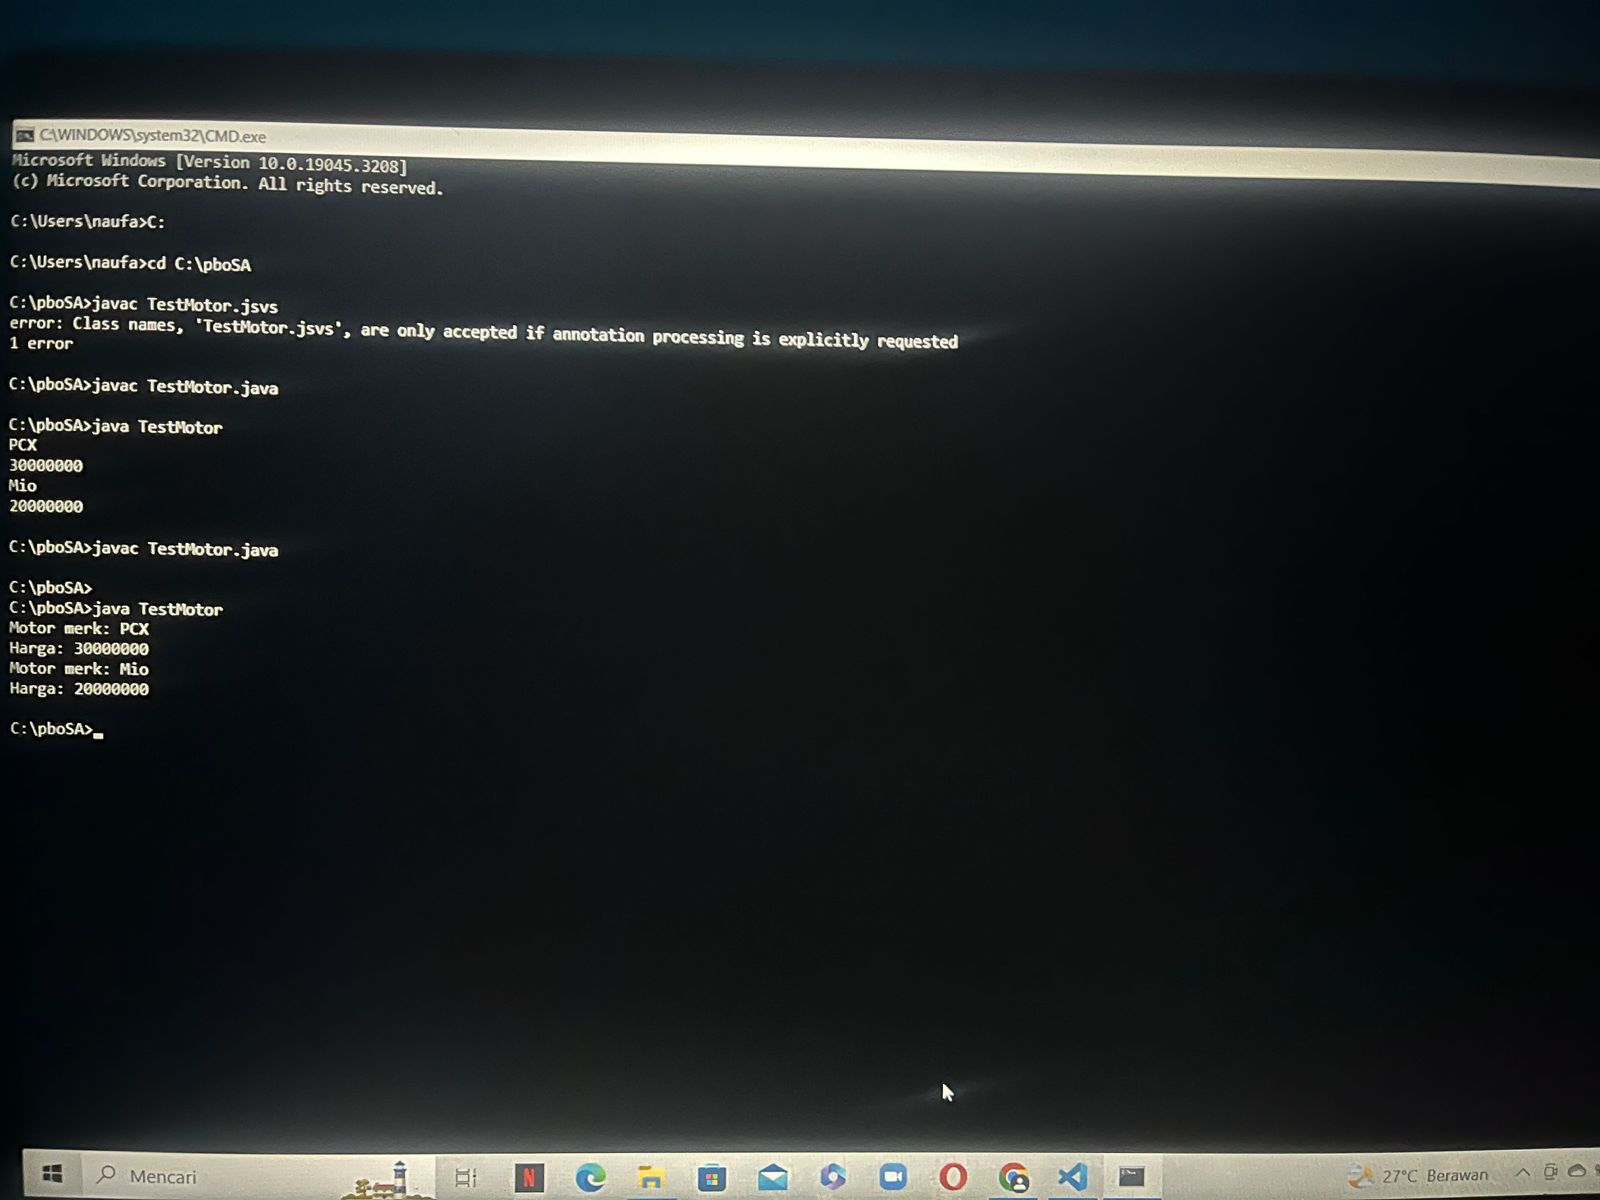 C:\WINDOWS\system32\CMD.exe
Microsoft Windows [Version 10.0.19045.3208]
(c) Microsoft Corporation. All rights reserved.
C:\Users\naufa>C:
C:\Users\naufa>cd C:\pboSA
C:\pboSA>javac TestMotor.jsvs
error: Class names, 'TestMotor.jsvs', are only accepted if annotation processing is explicitly requested
1 error
C:\pboSA>javac TestMotor.java
C:\pboSA>java TestMotor
PCX
30000000
Mio
20000000
C:\pboSA>javac TestMotor.java
C:\pboSA>
C:\pboSA>java TestMotor
Motor merk: PCX
Harga: 30000000
Motor merk: Mio
Harga: 20000000
C:\pboSA>
Mencari
N
27°C Berawan